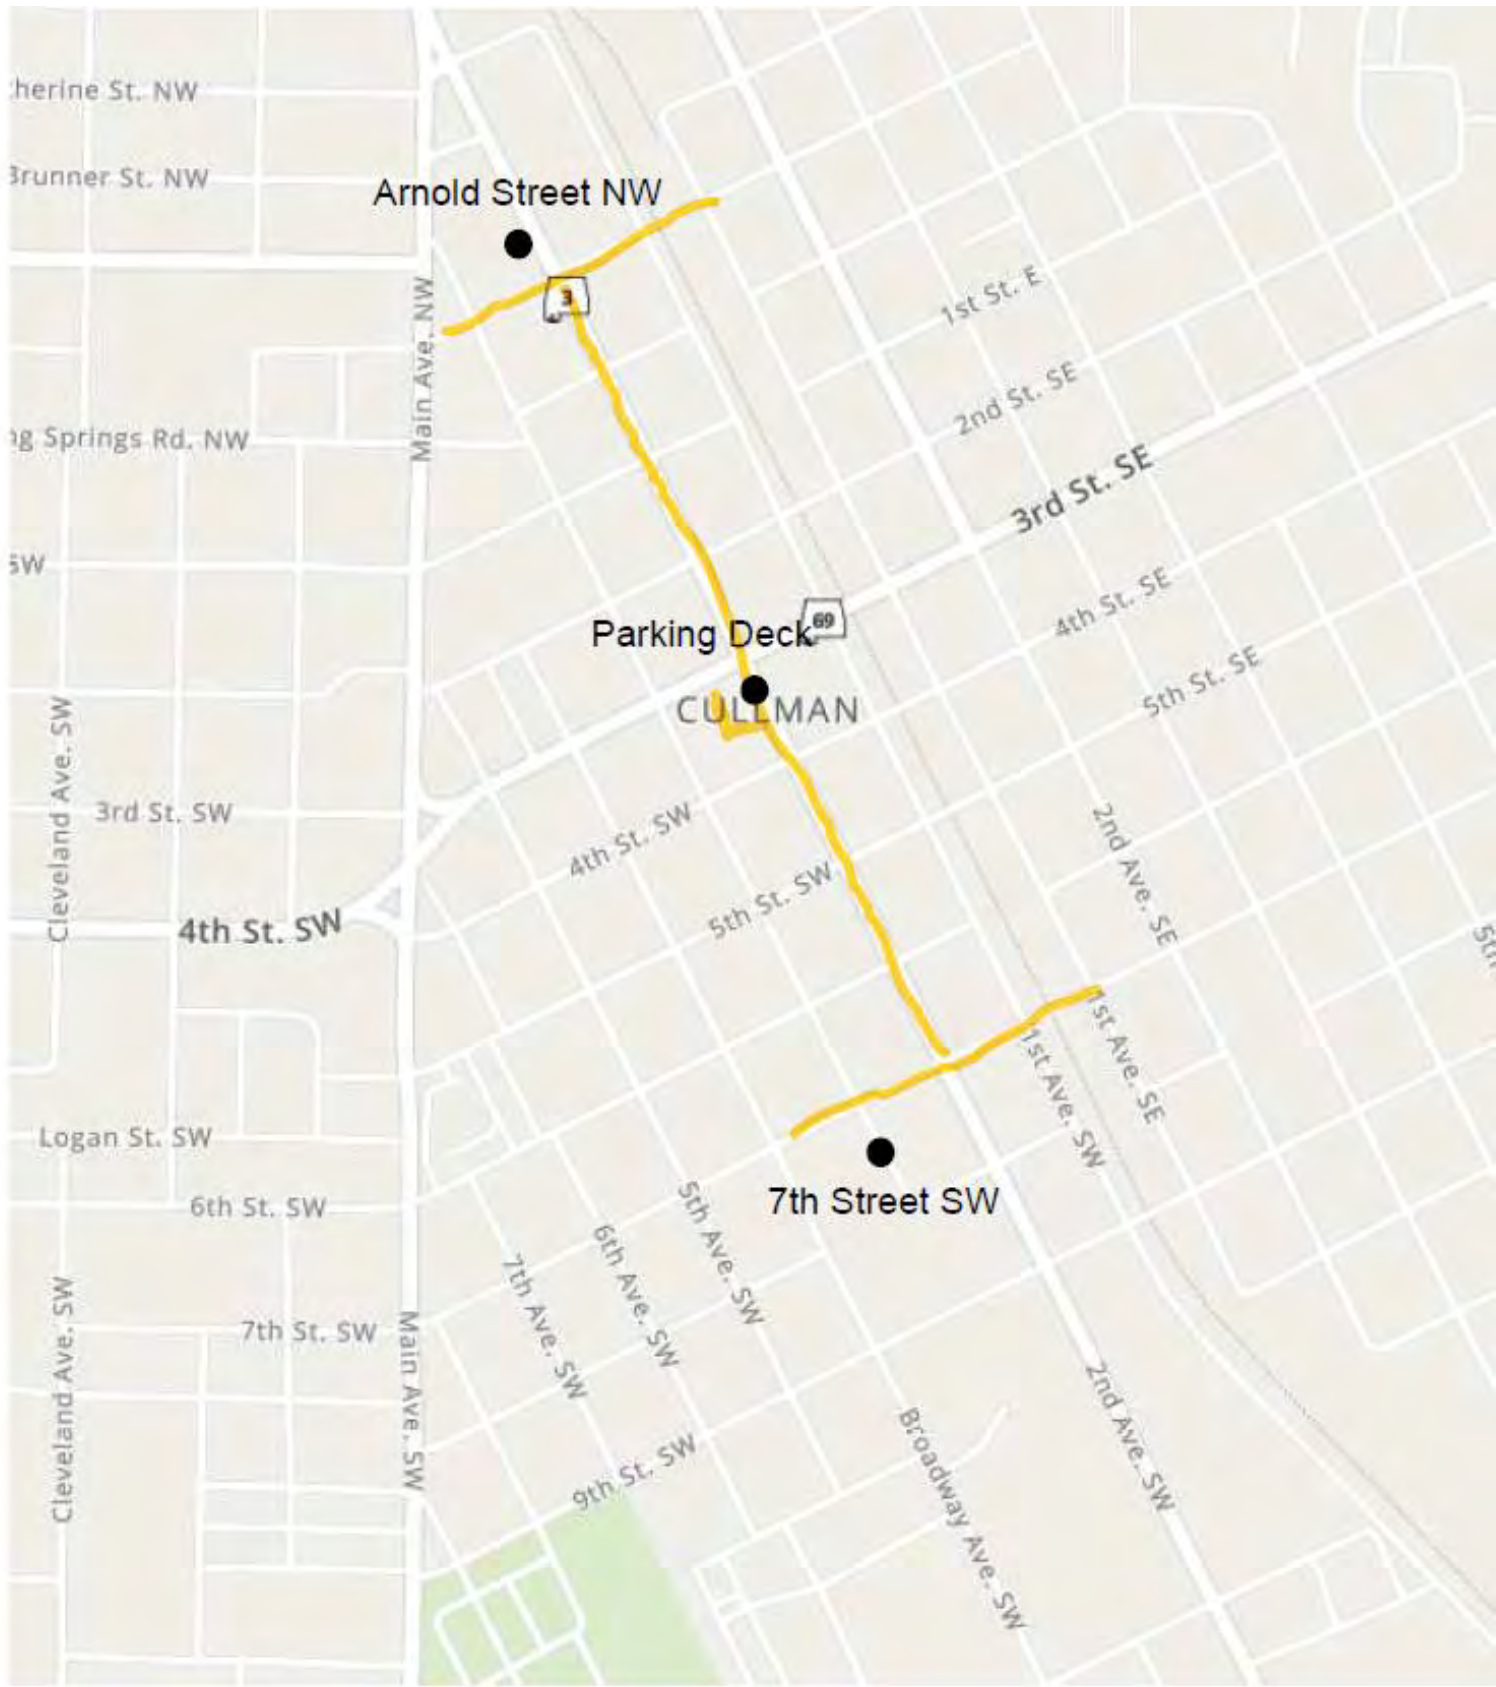 herine St. NW
Brunner St. NW
Arnold Street NW
3
1st St. E
Main Ave. NW
2nd St. SE
ng Springs Rd. NW
3rd St. SE
SW
4th St. SE
69
Parking Deck
5th St. SE
CULLMAN
Cleveland Ave. SW
3rd St. SW
4th St. SW
2nd Ave. SE
5th St. SW
4th St. SW
5th
1st Ave. SE
1st Ave. SW
Logan St. SW
6th St. SW
7th Street SW
5th Ave. SW
6th Ave. SW
7th Ave. SW
7th St. SW
Cleveland Ave. SW
Main Ave. SW
2nd Ave. SW
Broadway Ave. SW
9th St. SW